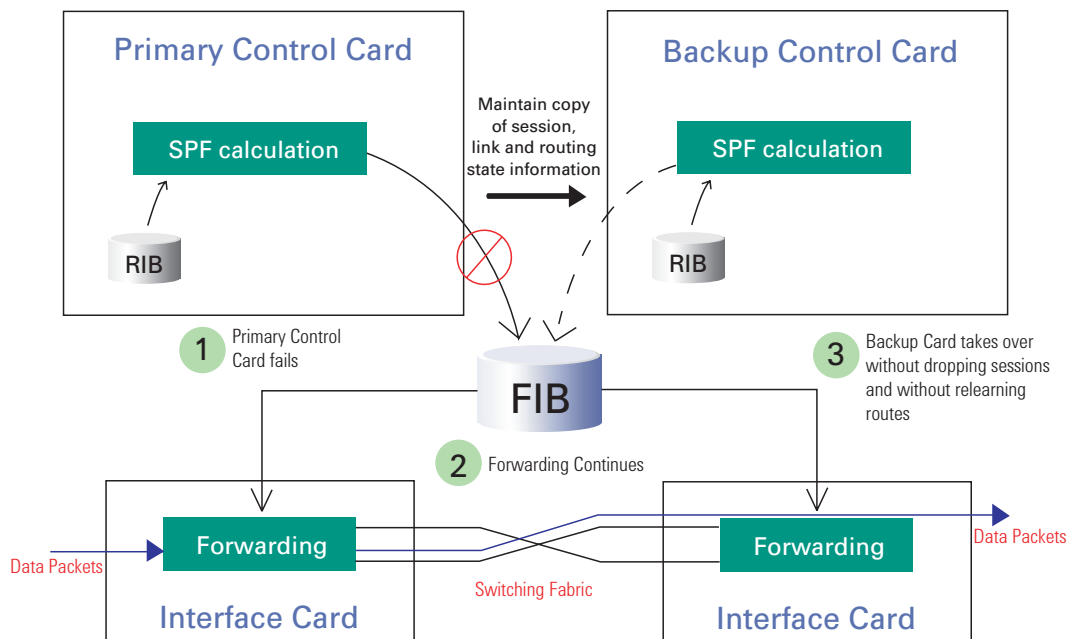 Primary Control Card
Backup Control Card
SPF calculation
RIB
Maintain copy
of session,
link and routing
state information
SPF calculation
RIB
1
Primary Control
Card fails
FIB
3
Backup Card takes over
without dropping sessions
and without relearning
routes
2
Forwarding Continues
Data Packets
Forwarding
Interface Card
Switching Fabric
Forwarding
Interface Card
Data Packets